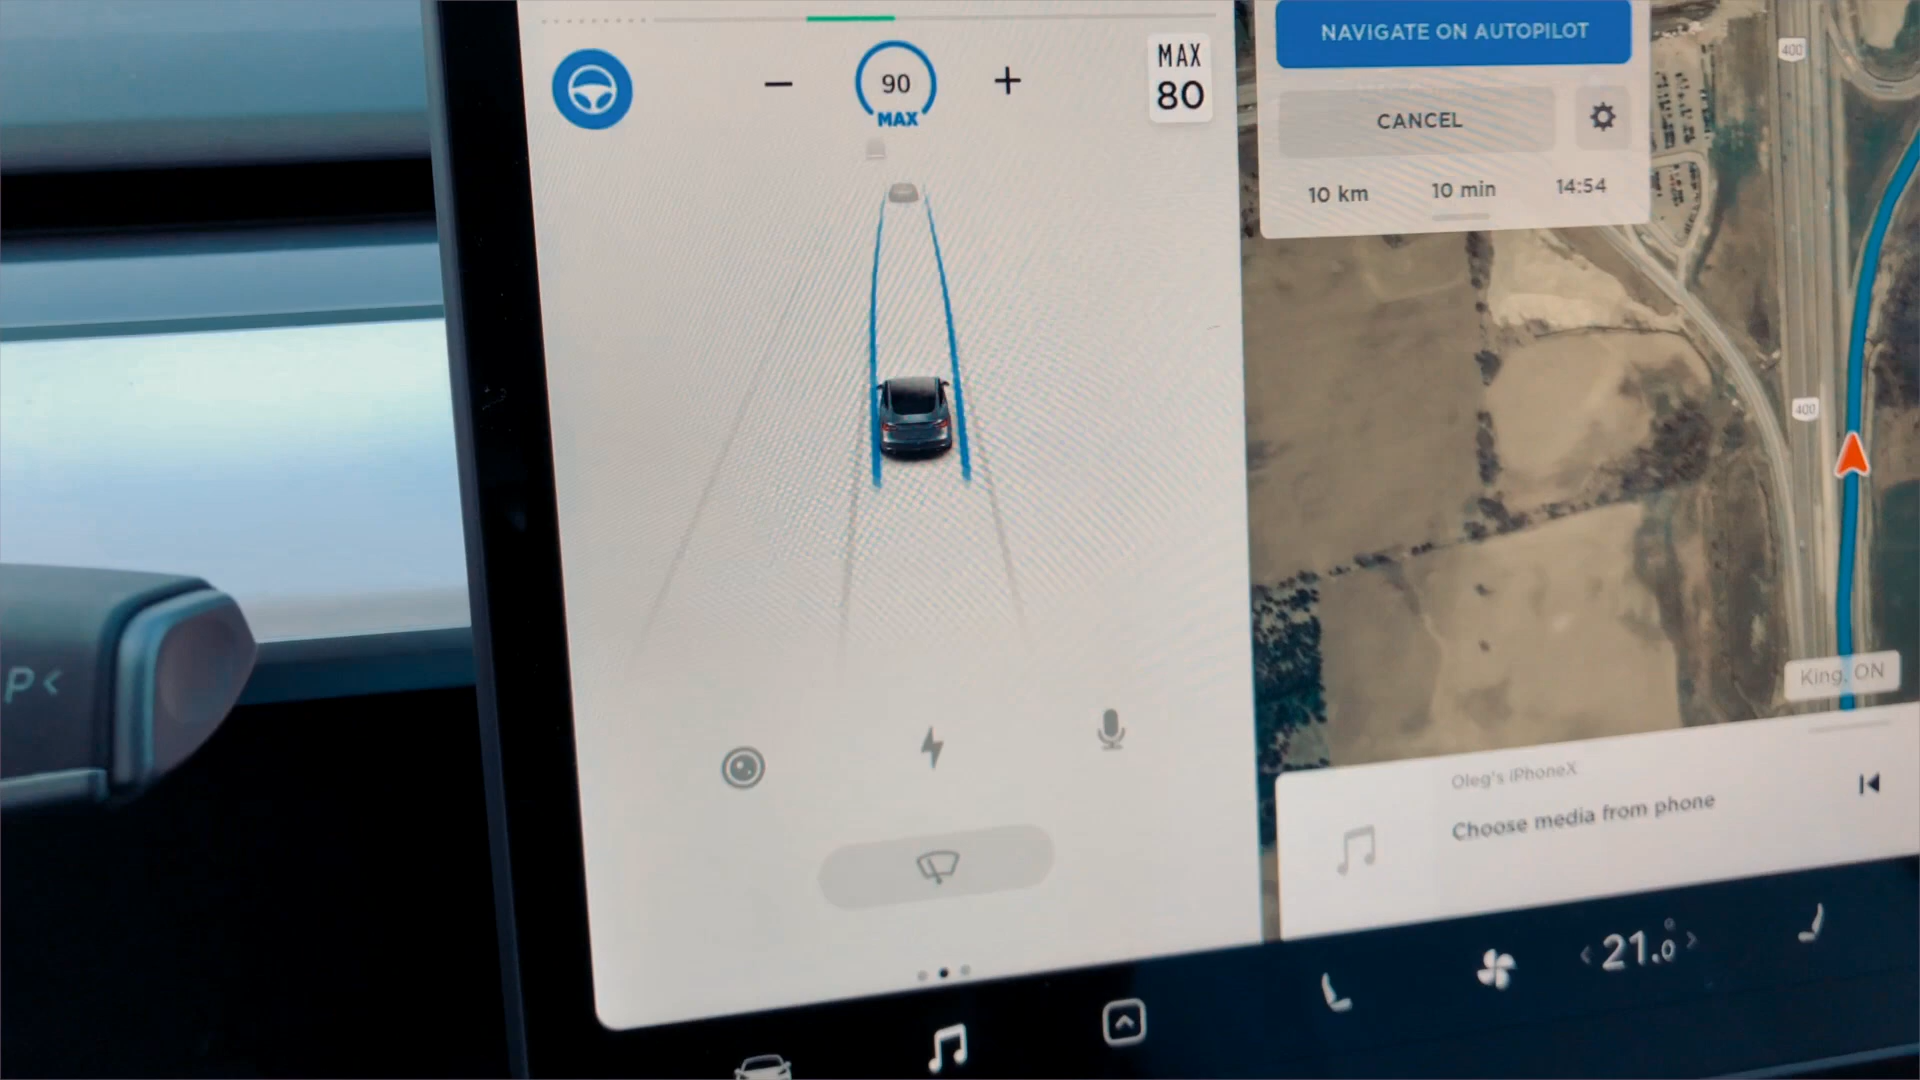 90
MAX
MAX
80
NAVIGATE ON AUTOPILOT
CANCEL
10 km
10 min
14:54
400
400
King, ON
P<
Oleg's iPhoneX
Choose media from phone
< 21.0° >